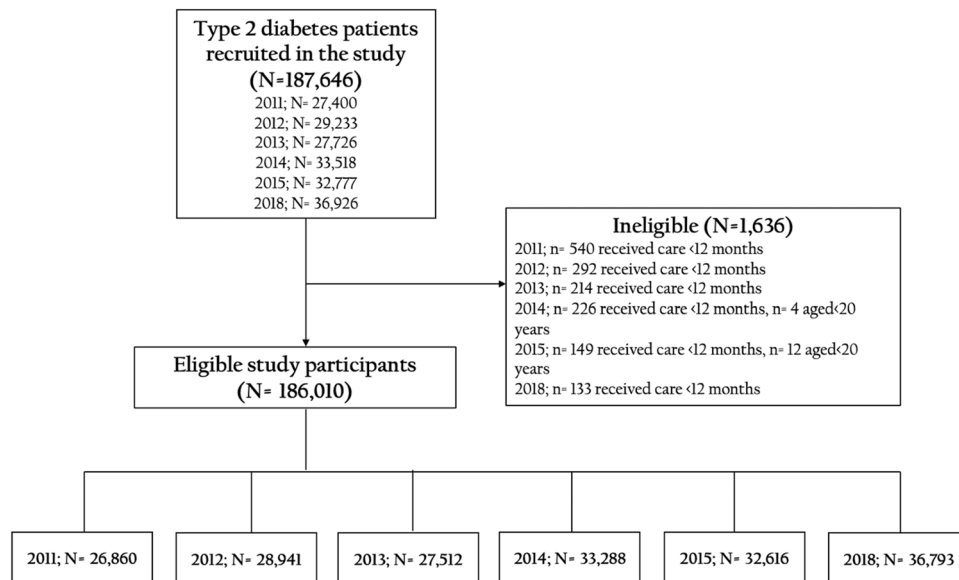 Type 2 diabetes patients
recruited in the study
(N=187,646)
2011; N= 27,400
2012; N= 29,233
2013; N= 27,726
2014; N= 33,518
2015; N= 32,777
2018; N= 36,926
Ineligible (N=1,636)
2011; n= 540 received care <12 months
2012; n= 292 received care <12 months
2013; n= 214 received care <12 months
2014; n= 226 received care <12 months, n= 4 aged<20
years
2015; n= 149 received care <12 months, n= 12 aged<20
years
2018; n= 133 received care <12 months
Eligible study participants
(N= 186,010)
2011; N= 26,860
2012; N= 28,941
2013; N= 27,512
2014; N= 33,288
2015; N= 32,616
2018; N= 36,793